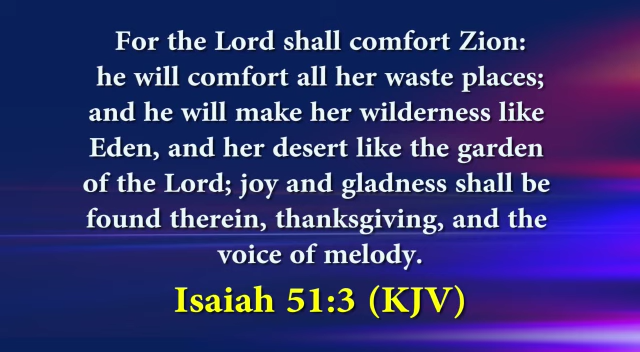 For the Lord shall comfort Zion:
he will comfort all her waste places;
and he will make her wilderness like
Eden, and her desert like the garden
of the Lord; joy and gladness shall be
found therein, thanksgiving, and the
voice of melody.
Isaiah 51:3 (KJV)